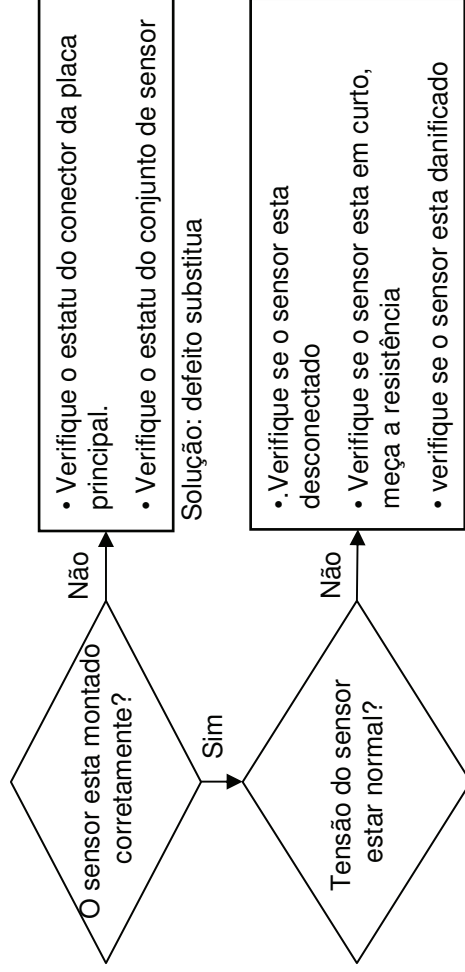 O sensor esta montado
corretamente?
Não
• Verifique o estatu do conector da placa
principal.
• Verifique o estatu do conjunto de sensor
Solução: defeito substitua
Sim
Tensão do sensor
estar normal?
Não
•.Verifique se o sensor esta
desconectado
• Verifique se o sensor esta em curto,
meça a resistência
• verifique se o sensor esta danificado